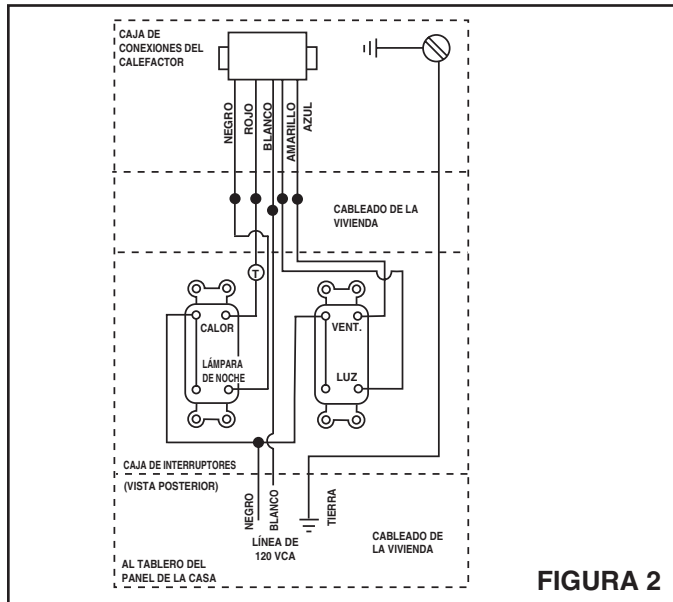 CAJA DE
CONEXIONES DEL
CALEFACTOR
NEGRO
ROJO
BLANCO
AMARILLO
AZUL
CABLEADO DE LA
VIVIENDA
T
CALOR
LÁMPARA
DE NOCHE
VENT.
LUZ
CAJA DE INTERRUPTORES
(VISTA POSTERIOR)
NEGRO
BLANCO
TIERRA
LÍNEA DE
120 VCA
CABLEADO DE
LA VIVIENDA
AL TABLERO DEL
PANEL DE LA CASA
FIGURA 2